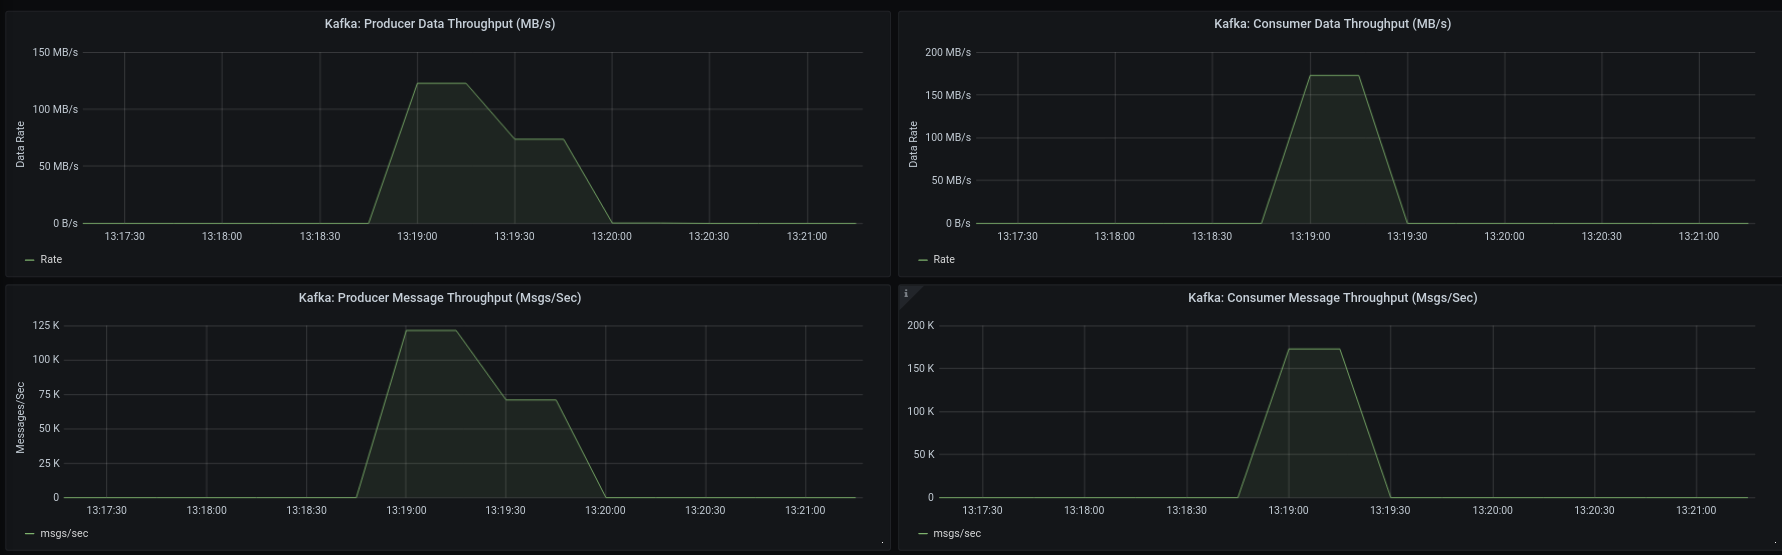 Kafka: Producer Data Throughput (MB/s)
150 MB/s
100 MB/s
50 MB/s
0 B/s
Data Rate
13:17:30 13:18:00 13:18:30 13:19:00 13:19:30 13:20:00 13:20:30 13:21:00
Rate
Kafka: Consumer Data Throughput (MB/s)
200 MB/s
150 MB/s
100 MB/s
50 MB/s
0 B/s
Data Rate
13:17:30 13:18:00 13:18:30 13:19:00 13:19:30 13:20:00 13:20:30 13:21:00
Rate
Kafka: Producer Message Throughput (Msgs/Sec)
125 K
100 K
75 K
50 K
25 K
0
Messages/Sec
13:17:30 13:18:00 13:18:30 13:19:00 13:19:30 13:20:00 13:20:30 13:21:00
msgs/sec
i
Kafka: Consumer Message Throughput (Msgs/Sec)
200 K
150 K
100 K
50 K
0
13:17:30 13:18:00 13:18:30 13:19:00 13:19:30 13:20:00 13:20:30 13:21:00
msgs/sec